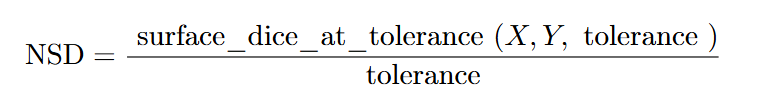 NSD = surface_dice_at_tolerance (X, Y, tolerance )
tolerance